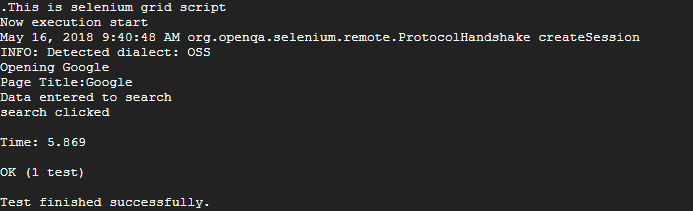 .This is selenium grid script
Now execution start
May 16, 2018 9:40:48 AM org.openqa.selenium.remote.ProtocolHandshake createSession
INFO: Detected dialect: OSS
Opening Google
Page Title:Google
Data entered to search
search clicked
Time: 5.869
OK (1 test)
Test finished successfully.